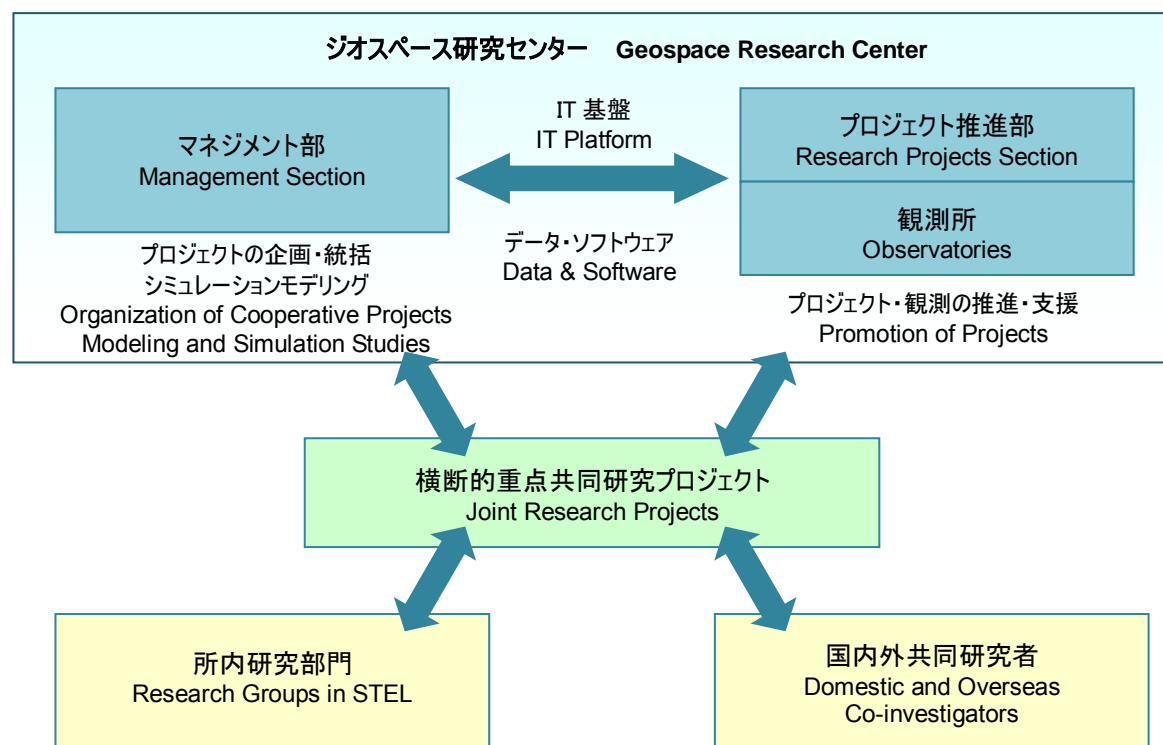 ジオスペース研究センター Geospace Research Center
マネジメント部
Management Section
プロジェクトの企画・統括
シミュレーションモデリング
Organization of Cooperative Projects
Modeling and Simulation Studies
IT 基盤
IT Platform
データ・ソフトウェア
Data & Software
プロジェクト推進部
Research Projects Section
観測所
Observatories
プロジェクト・観測の推進・支援
Promotion of Projects
横断的重点共同研究プロジェクト
Joint Research Projects
所内研究部門
Research Groups in STEL
国内外共同研究者
Domestic and Overseas
Co-investigators